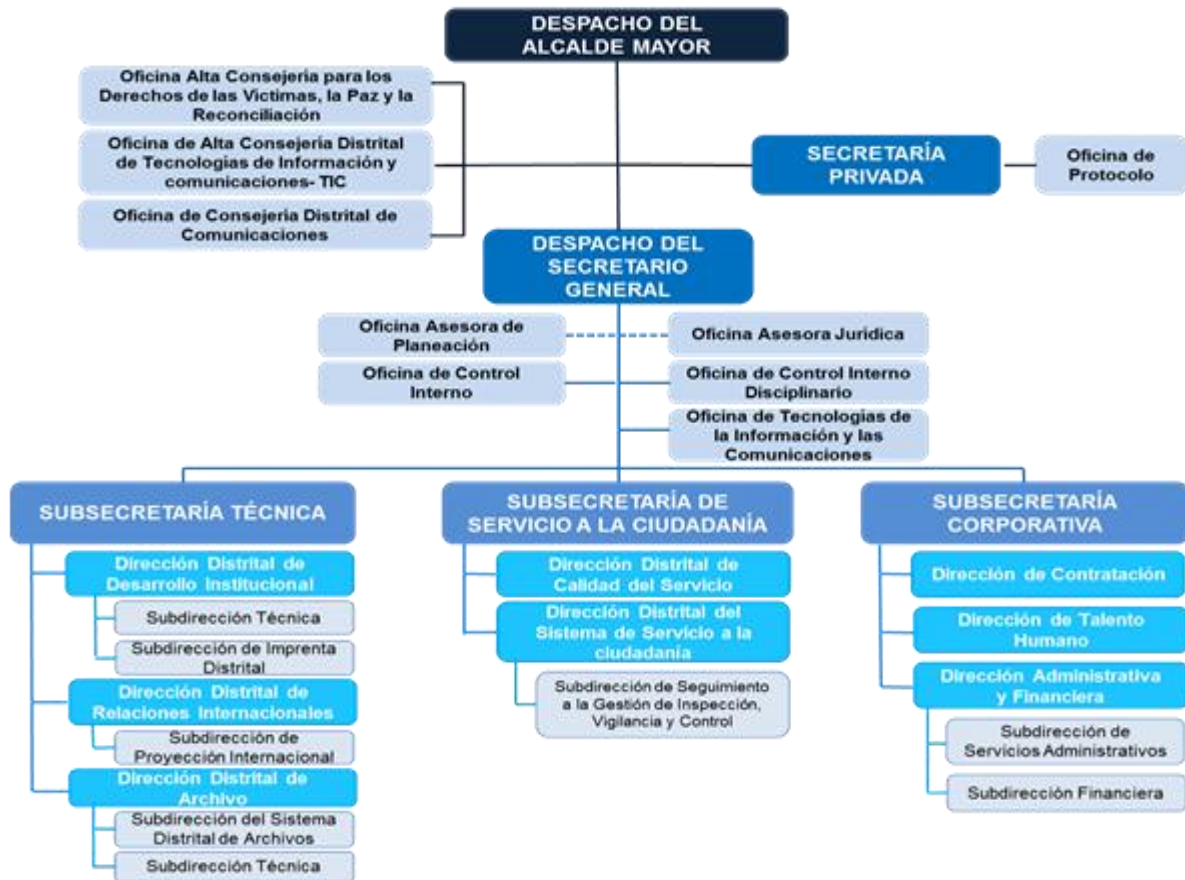 DESPACHO DEL
ALCALDE MAYOR
Oficina Alta Consejería para los
Derechos de las Victimas, la Paz y la
Reconciliación
Oficina de Alta Consejería Distrital
de Tecnologías de Información y
comunicaciones- TIC
Oficina de Consejería Distrital de
Comunicaciones
SECRETARÍA
PRIVADA
Oficina de
Protocolo
DESPACHO DEL
SECRETARIO
GENERAL
Oficina Asesora de
Planeación
Oficina Asesora Jurídica
Oficina de Control
Interno
Oficina de Control Interno
Disciplinario
Oficina de Tecnologías de
la Información y las
Comunicaciones
SUBSECRETARÍA TÉCNICA
Dirección Distrital de
Desarrollo Institucional
Subdirección Técnica
Subdirección de Imprenta
Distrital
Dirección Distrital de
Relaciones Internacionales
Subdirección de
Proyección Internacional
Dirección Distrital de
Archivo
Subdirección del Sistema
Distrital de Archivos
Subdirección Técnica
SUBSECRETARÍA DE
SERVICIO A LA CIUDADANÍA
Dirección Distrital de
Calidad del Servicio
Dirección Distrital del
Sistema de Servicio a la
ciudadanía
Subdirección de Seguimiento
a la Gestión de Inspección,
Vigilancia y Control
SUBSECRETARÍA
CORPORATIVA
Dirección de Contratación
Dirección de Talento
Humano
Dirección Administrativa
y Financiera
Subdirección de
Servicios Administrativos
Subdirección Financiera